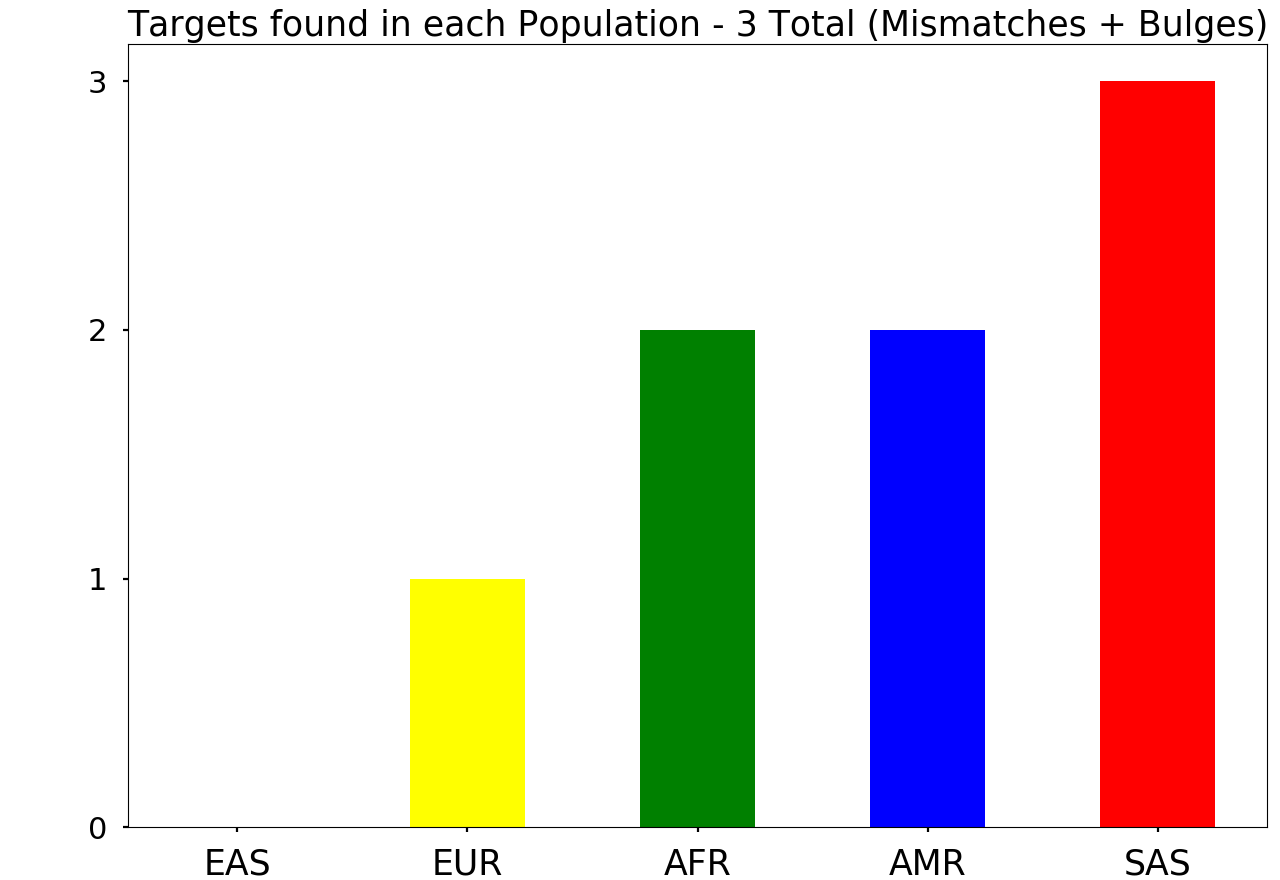 Targets found in each Population - 3 Total (Mismatches + Bulges)
3
2
1
0
EAS EUR AFR AMR SAS